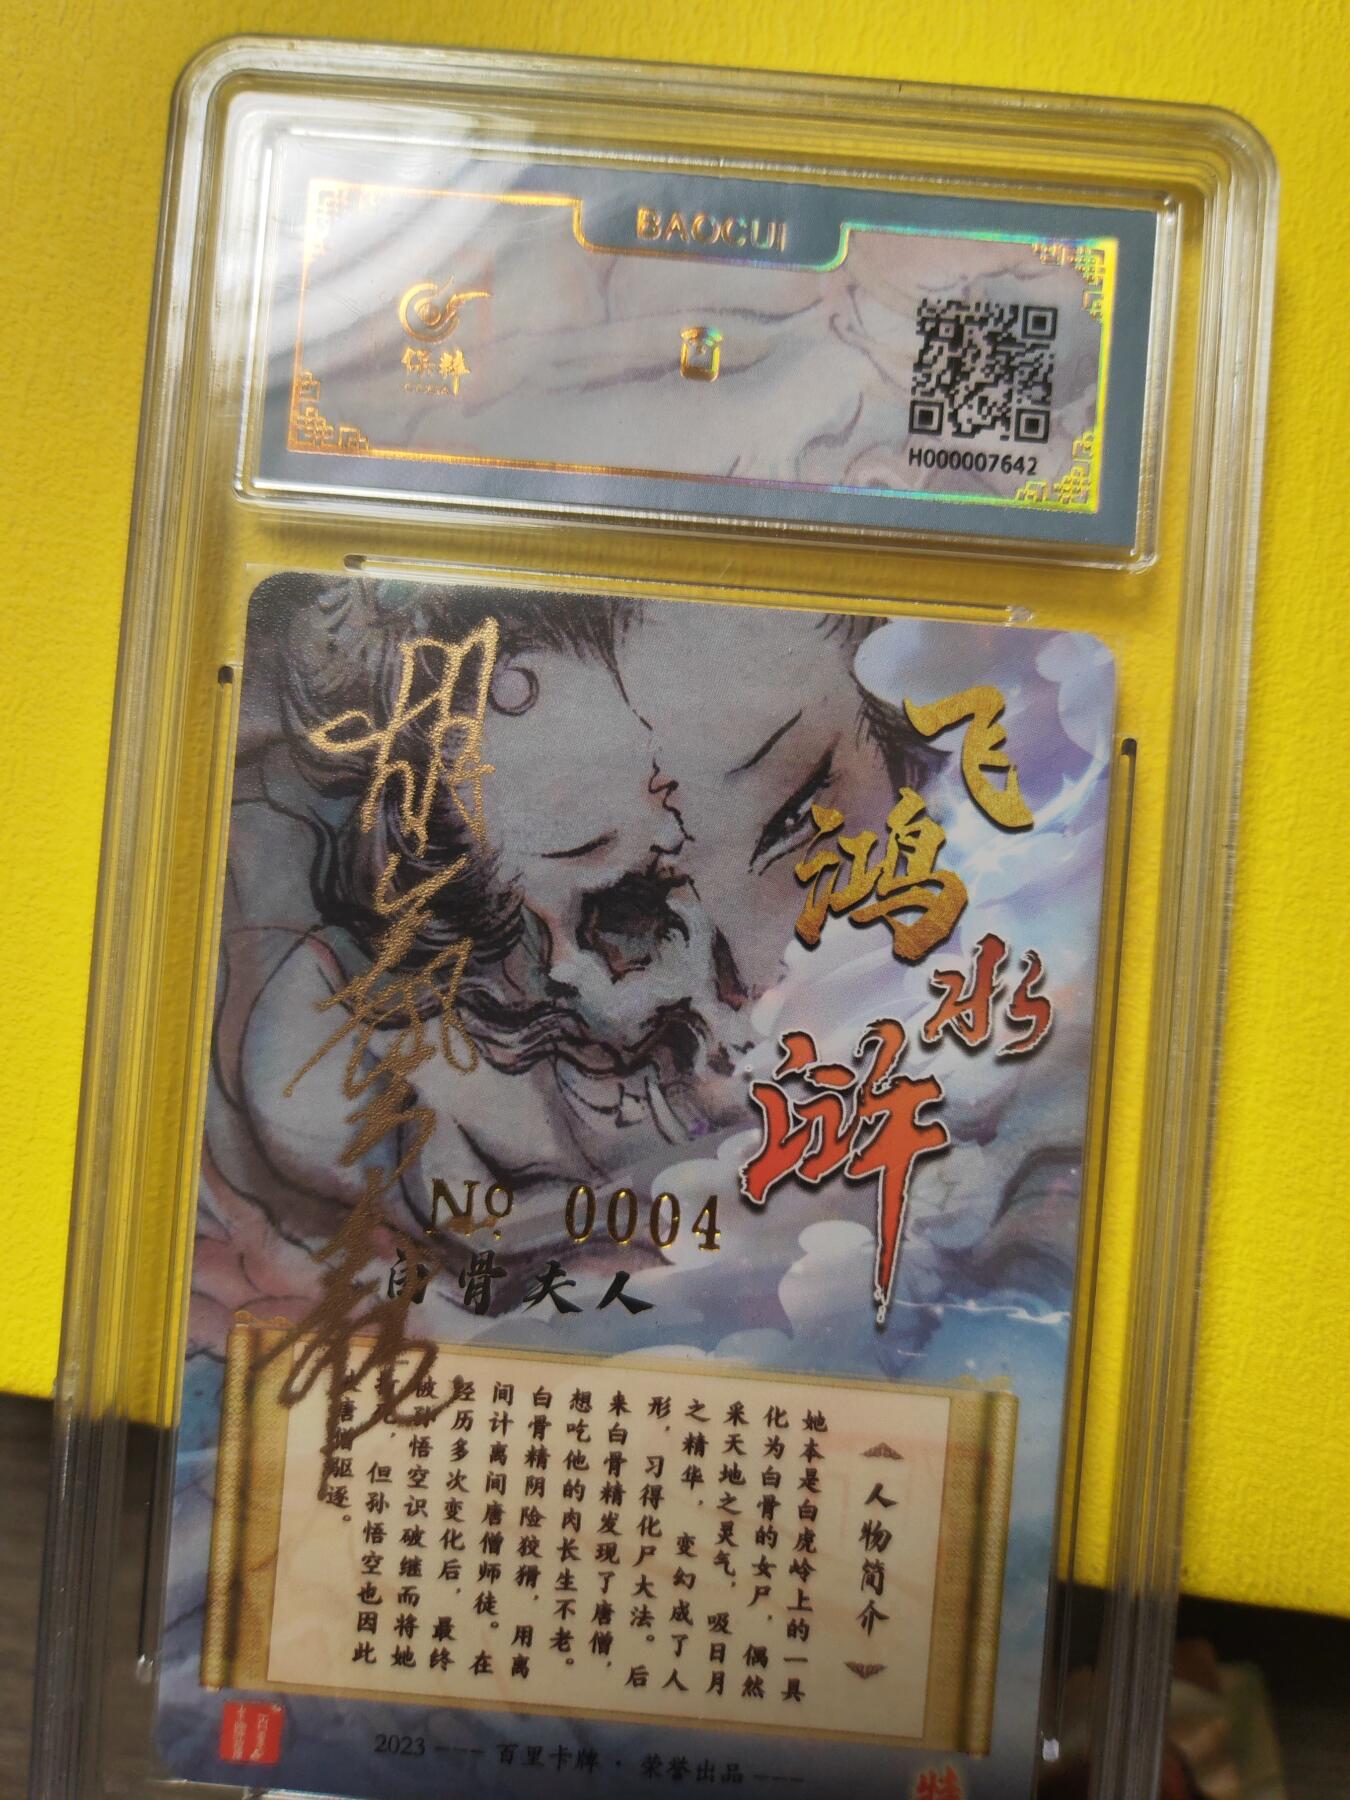 BAOCUI
保粹
H000007642
飞鸿
水浒
№ 0004
白骨夫人
人物简介
她本是白虎岭上的一具
化为白骨的女尸，偶然
采天地之灵气，吸日月
之精华，变幻成了人
形，习得化尸大法。后
来白骨精发现了唐僧，
想吃他的肉长生不老。
白骨精阴险狡猾，用离
间计离间唐僧师徒。在
经历多次变化后，最终
被孙悟空识破继而将她
，但孙悟空也因此
唐僧驱逐。
2023 --- 百里卡牌 · 荣誉出品 ---